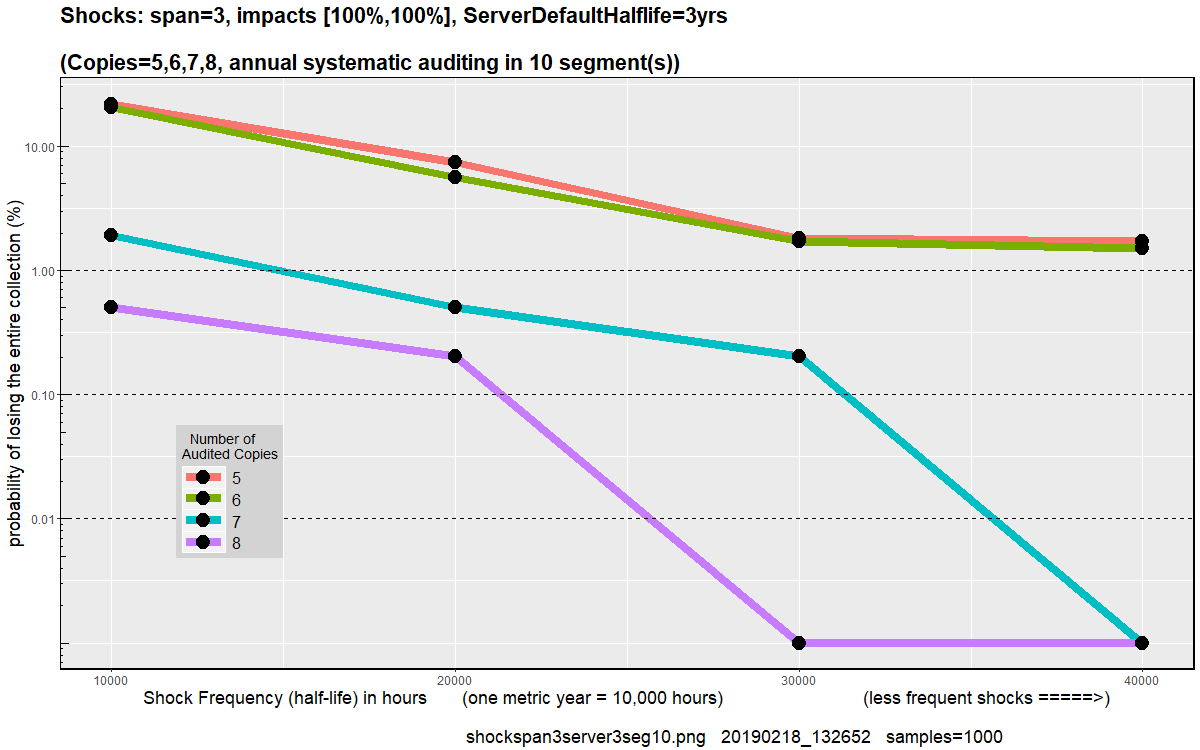 Shocks: span=3, impacts [100%,100%], ServerDefaultHalflife=3yrs
(Copies=5,6,7,8, annual systematic auditing in 10 segment(s))
probability of losing the entire collection (%)
10.00
1.00
0.10
0.01
Number of
Audited Copies
5
6
7
8
10000 20000 30000 40000
Shock Frequency (half-life) in hours (one metric year = 10,000 hours) (less frequent shocks =====>)
shockspan3server3seg10.png 20190218_132652 samples=1000